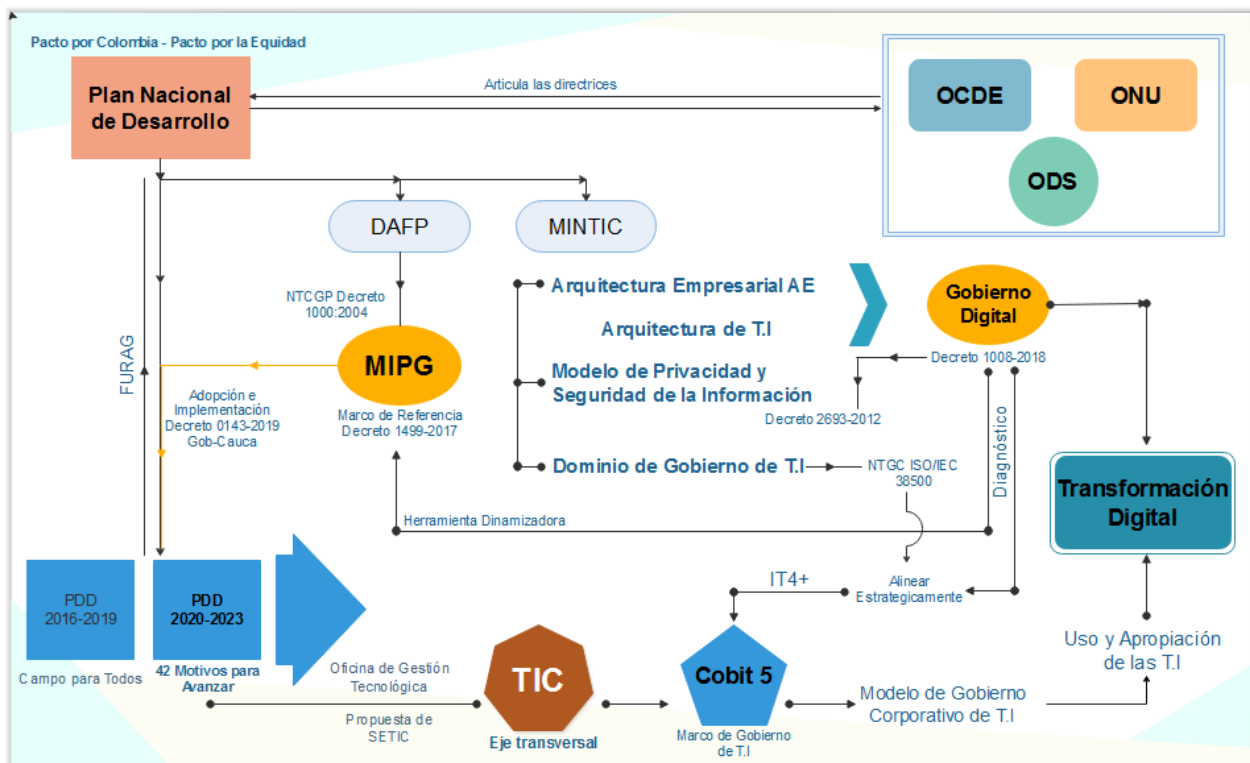 Pacto por Colombia - Pacto por la Equidad
Plan Nacional
de Desarrollo
Articula las directrices
OCDE
ONU
ODS
DAFP
MINTIC
NTCGP Decreto
1000:2004
MIPG
Marco de Referencia
Decreto 1499-2017
FURAG
Adopción e
Implementación
Decreto 0143-2019
Gob-Cauca
Arquitectura Empresarial AE
Arquitectura de T.I
Modelo de Privacidad y
Seguridad de la Información
Dominio de Gobierno de T.I
Gobierno
Digital
Decreto 1008-2018
Decreto 2693-2012
NTGC ISO/IEC
38500
Diagnóstico
Transformación
Digital
Herramienta Dinamizadora
IT4+
Alinear
Estrategicamente
PDD
2016-2019
Campo para Todos
PDD
2020-2023
42 Motivos para
Avanzar
Oficina de Gestión
Tecnológica
Propuesta de
SETIC
TIC
Eje transversal
Cobit 5
Marco de Gobierno
de T.I
Modelo de Gobierno
Corporativo de T.I
Uso y Apropiación
de las T.I